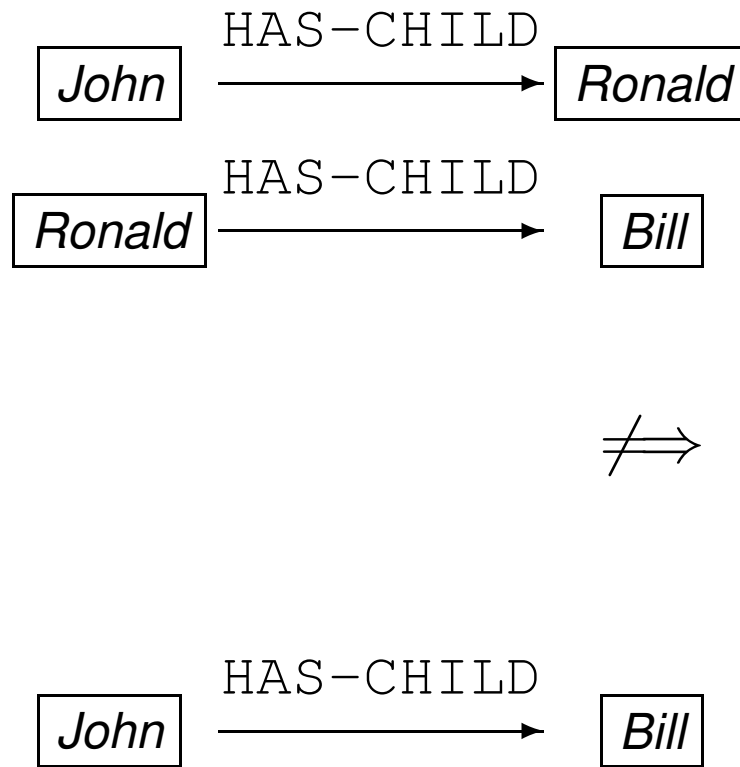 HAS-CHILD
John Ronald
HAS-CHILD
Ronald Bill
⇏
HAS-CHILD
John Bill